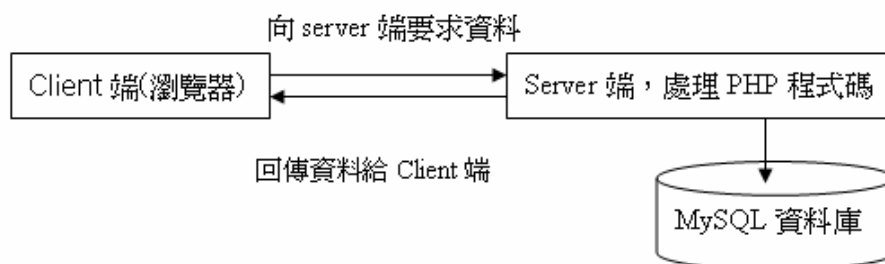 向 server 端要求資料
Client 端(瀏覽器)
Server 端，處理 PHP 程式碼
回傳資料給 Client 端
MySQL 資料庫